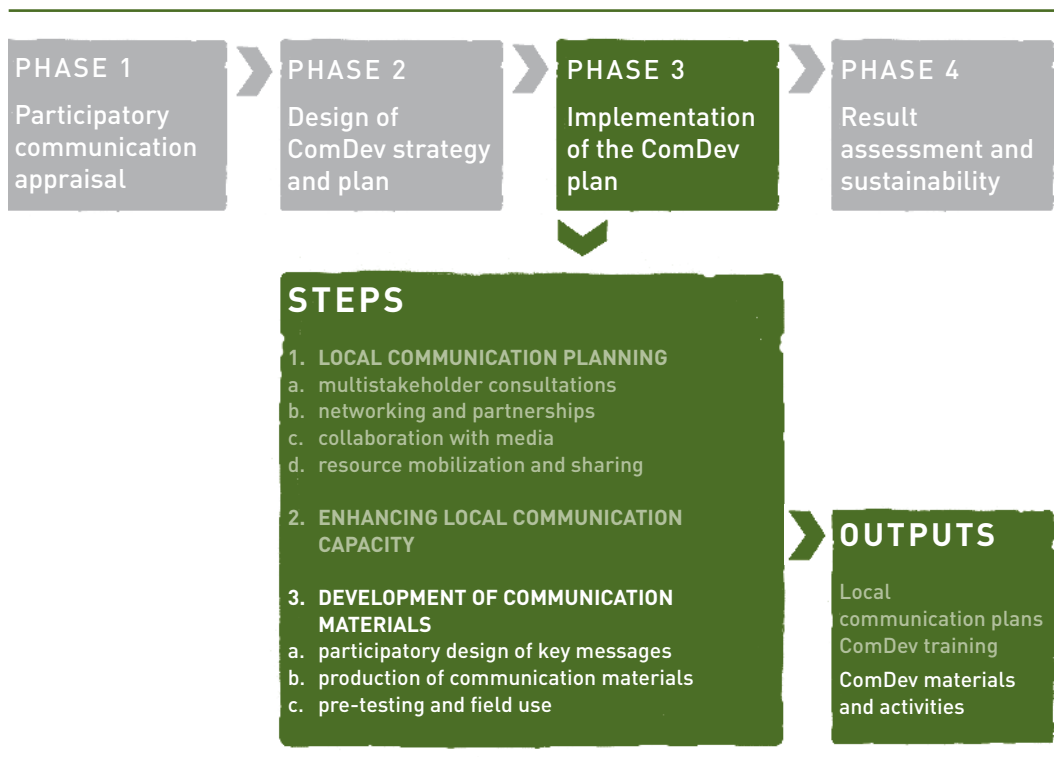 PHASE 1
Participatory
communication
appraisal
PHASE 2
Design of
ComDev strategy
and plan
PHASE 3
Implementation
of the ComDev
plan
PHASE 4
Result
assessment and
sustainability
STEPS
1. LOCAL COMMUNICATION PLANNING
a. multistakeholder consultations
b. networking and partnerships
c. collaboration with media
d. resource mobilization and sharing
2. ENHANCING LOCAL COMMUNICATION
CAPACITY
3. DEVELOPMENT OF COMMUNICATION
MATERIALS
a. participatory design of key messages
b. production of communication materials
c. pre-testing and field use
OUTPUTS
Local
communication plans
ComDev training
ComDev materials
and activities